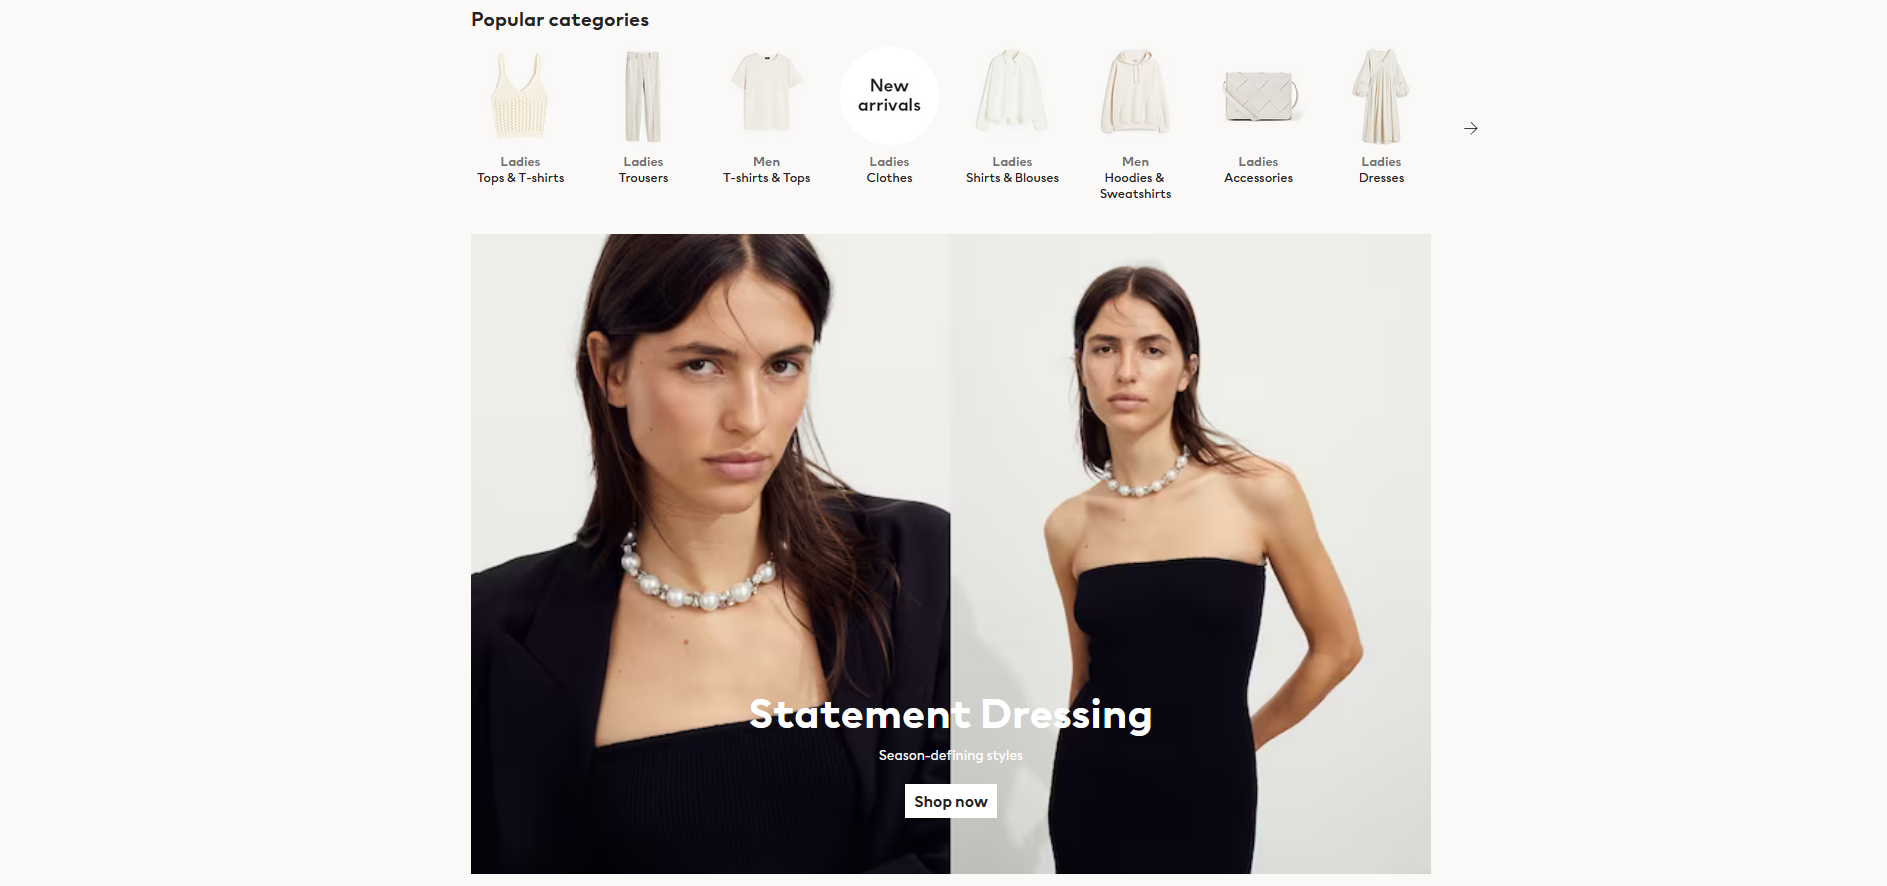 Popular categories
New
arrivals
Ladies
Tops & T-shirts
Ladies
Trousers
Men
T-shirts & Tops
Ladies
Clothes
Ladies
Shirts & Blouses
Men
Hoodies &
Sweatshirts
Ladies
Accessories
Ladies
Dresses
Statement Dressing
Season-defining styles
Shop now